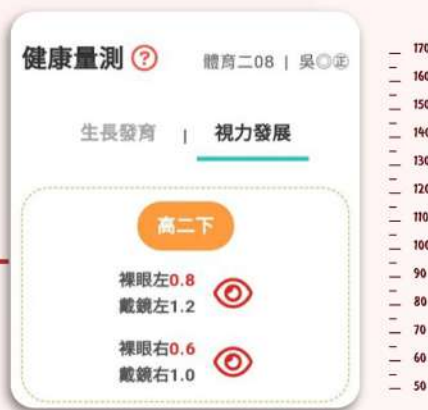 健康量測 ?
體育二08 | 吳◎㊣
生長發育 | 視力發展
高二下
裸眼左0.8
戴鏡左1.2
裸眼右0.6
戴鏡右1.0
170
160
150
140
130
120
110
100
90
80
70
60
50